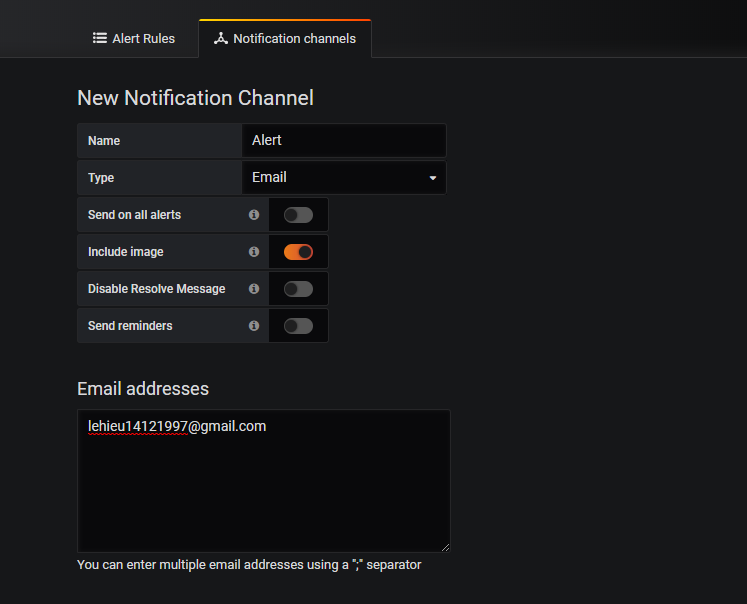 Alert Rules Notification channels
New Notification Channel
Name Alert
Type Email
Send on all alerts
Include image
Disable Resolve Message
Send reminders
Email addresses
lehieu14121997@gmail.com
You can enter multiple email addresses using a ";" separator